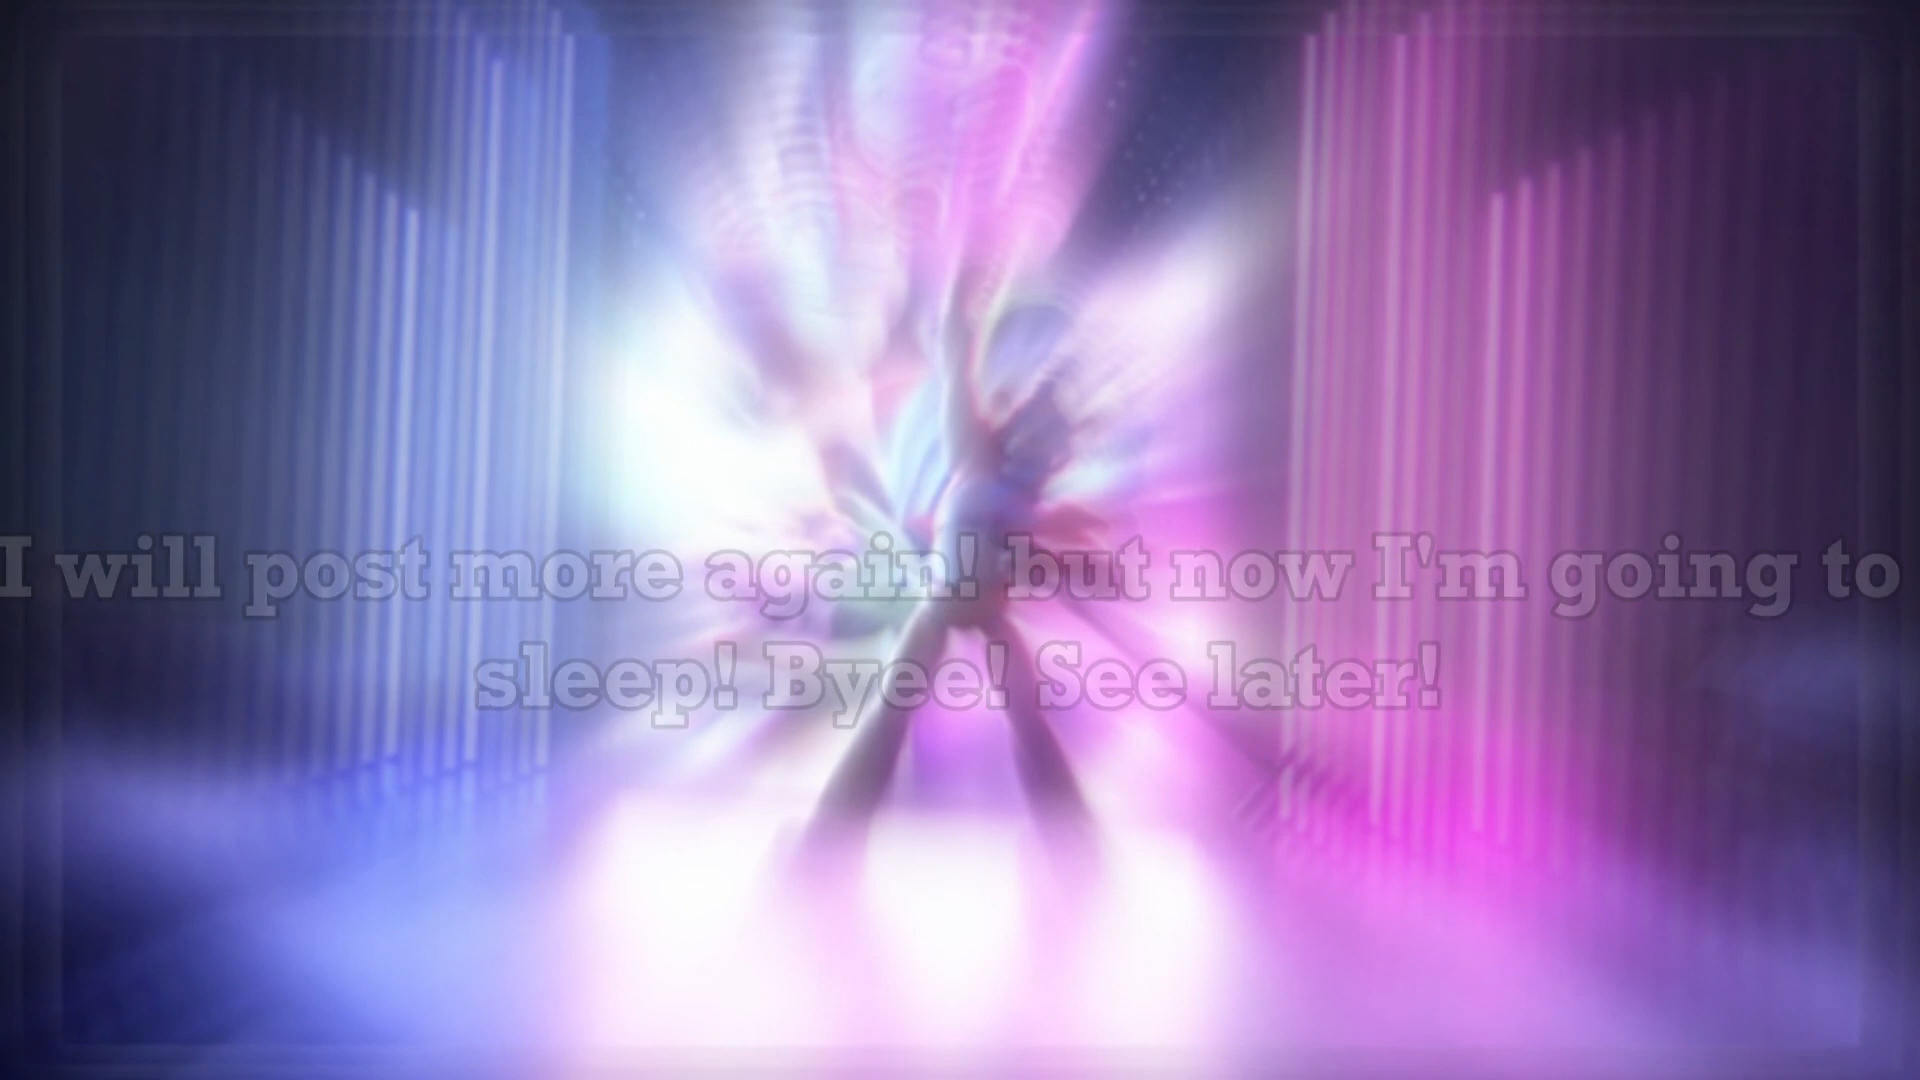 I will post more again! but now I'm going to
sleep! Byee! See later!